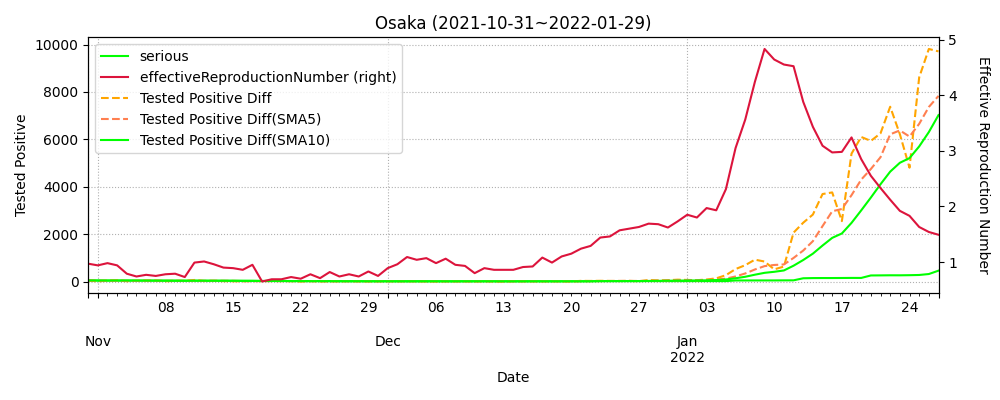 Osaka (2021-10-31~2022-01-29)
serious
effectiveReproductionNumber (right)
Tested Positive Diff
Tested Positive Diff(SMA5)
Tested Positive Diff(SMA10)
Tested Positive
10000
8000
6000
4000
2000
0
5
4
3
2
1
Effective Reproduction Number
08 15 22 29 06 13 20 27 03 10 17 24
Nov Dec Jan
2022
Date